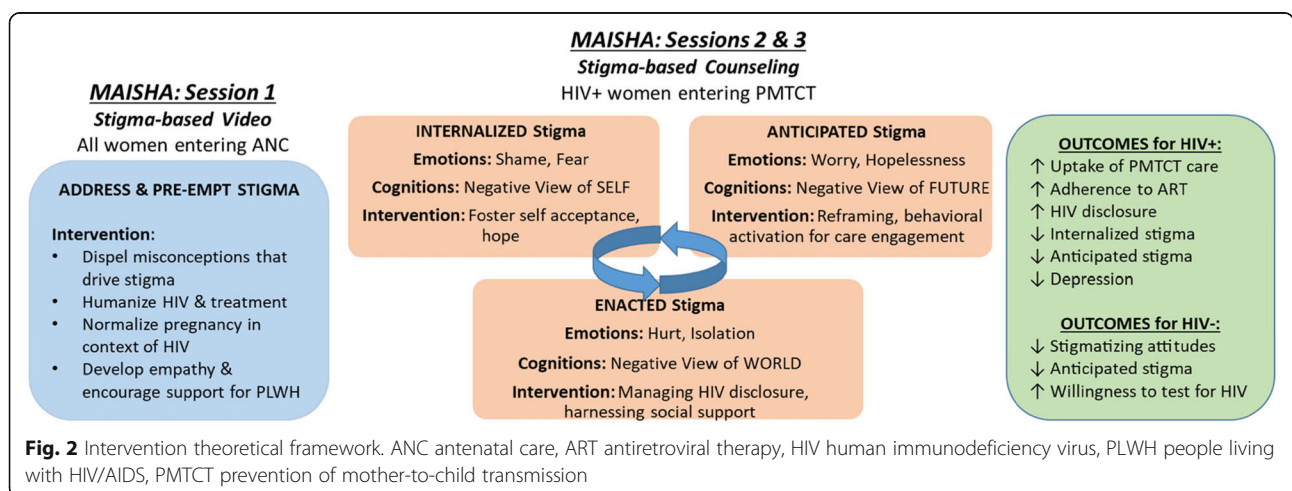 MAISHA: Session 1
Stigma-based Video
All women entering ANC
ADDRESS & PRE-EMPT STIGMA
Intervention:
• Dispel misconceptions that
drive stigma
• Humanize HIV & treatment
• Normalize pregnancy in
context of HIV
• Develop empathy &
encourage support for PLWH
MAISHA: Sessions 2 & 3
Stigma-based Counseling
HIV+ women entering PMTCT
INTERNALIZED Stigma
Emotions: Shame, Fear
Cognitions: Negative View of SELF
Intervention: Foster self acceptance,
hope
ANTICIPATED Stigma
Emotions: Worry, Hopelessness
Cognitions: Negative View of FUTURE
Intervention: Reframing, behavioral
activation for care engagement
ENACTED Stigma
Emotions: Hurt, Isolation
Cognitions: Negative View of WORLD
Intervention: Managing HIV disclosure,
harnessing social support
OUTCOMES for HIV+:
↑ Uptake of PMTCT care
↑ Adherence to ART
↑ HIV disclosure
↓ Internalized stigma
↓ Anticipated stigma
↓ Depression
OUTCOMES for HIV-:
↓ Stigmatizing attitudes
↓ Anticipated stigma
↑ Willingness to test for HIV
Fig. 2 Intervention theoretical framework. ANC antenatal care, ART antiretroviral therapy, HIV human immunodeficiency virus, PLWH people living
with HIV/AIDS, PMTCT prevention of mother-to-child transmission